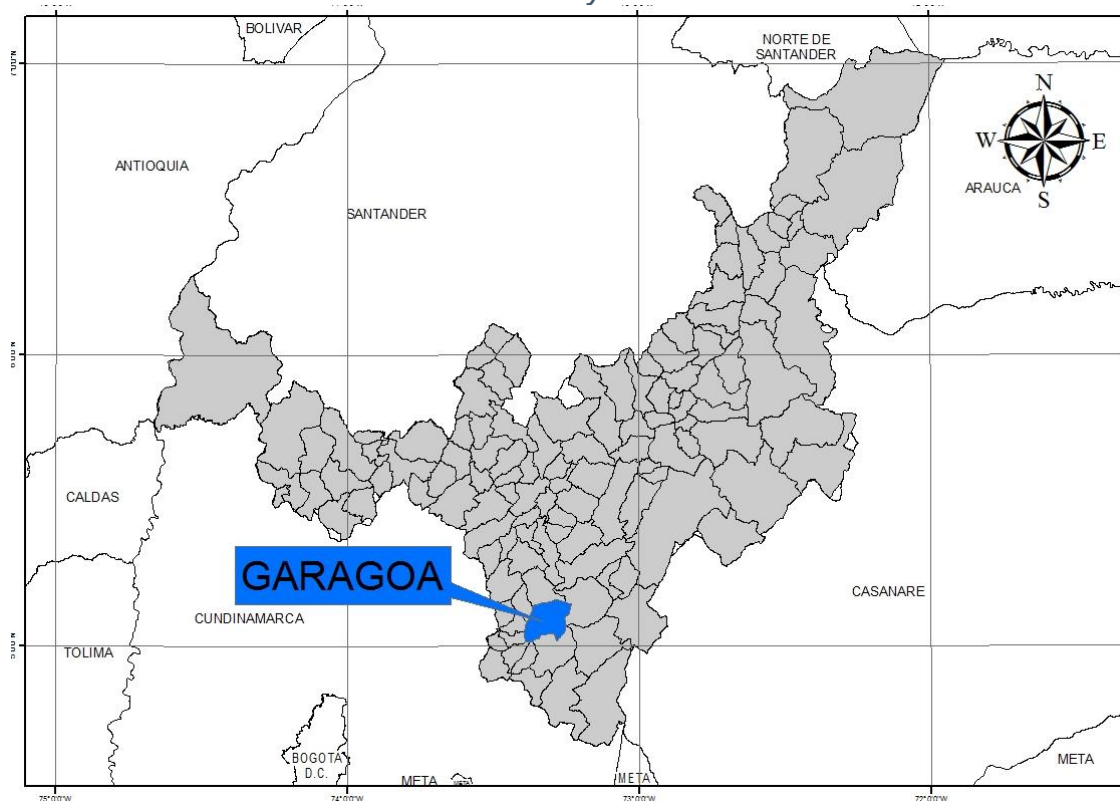 BOLIVAR
NORTE DE
SANTANDER
N
W
E
S
ANTIOQUIA
ARAUCA
SANTANDER
CALDAS
GARAGOA
CASANARE
CUNDINAMARCA
TOLIMA
BOGOTA
D.C.
META
META
META
75°0'0"W
74°0'0"W
73°0'0"W
72°0'0"W